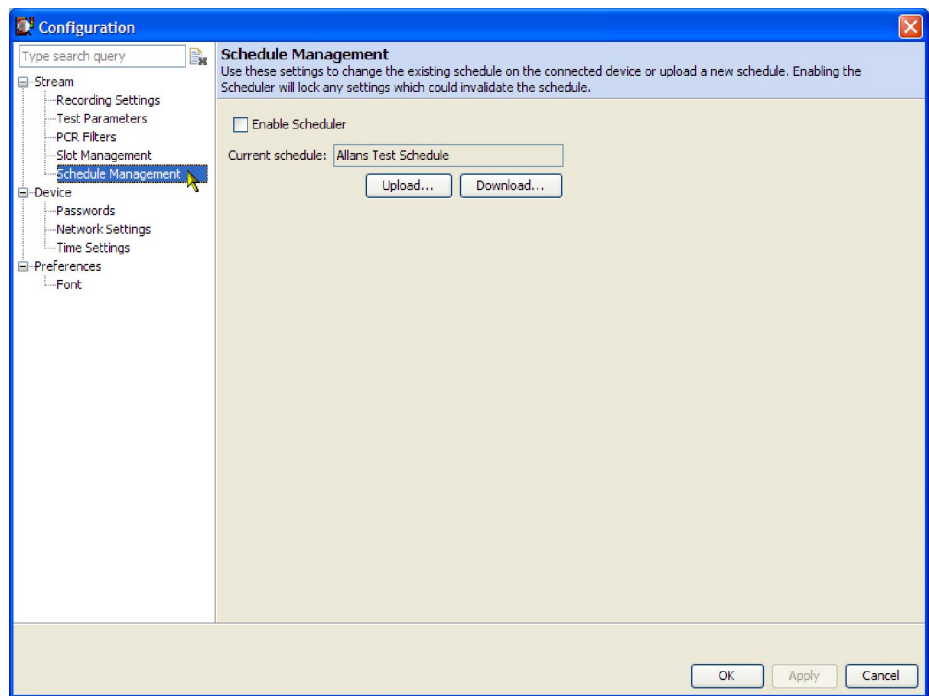 Configuration
Type search query
Stream
Recording Settings
Test Parameters
PCR Filters
Slot Management
Schedule Management
Device
Passwords
Network Settings
Time Settings
Preferences
Font
Schedule Management
Use these settings to change the existing schedule on the connected device or upload a new schedule. Enabling the
Scheduler will lock any settings which could invalidate the schedule.
Enable Scheduler
Current schedule: Allans Test Schedule
Upload... Download...
OK Apply Cancel